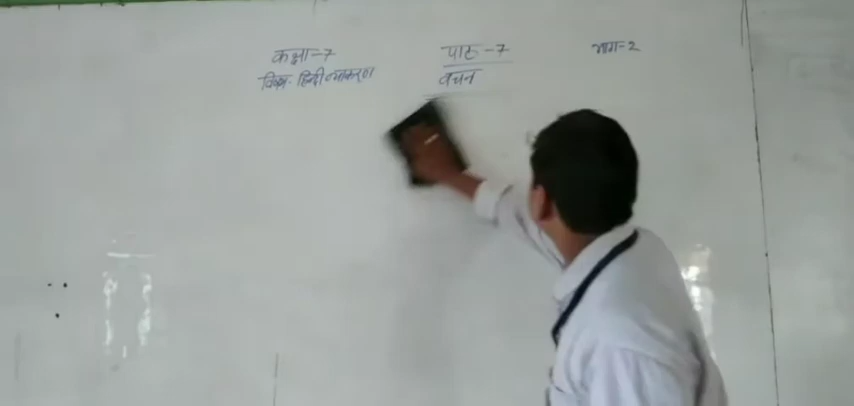 कक्षा-7 पाठ-7 भाग-2
विषय- हिन्दी व्याकरण वचन